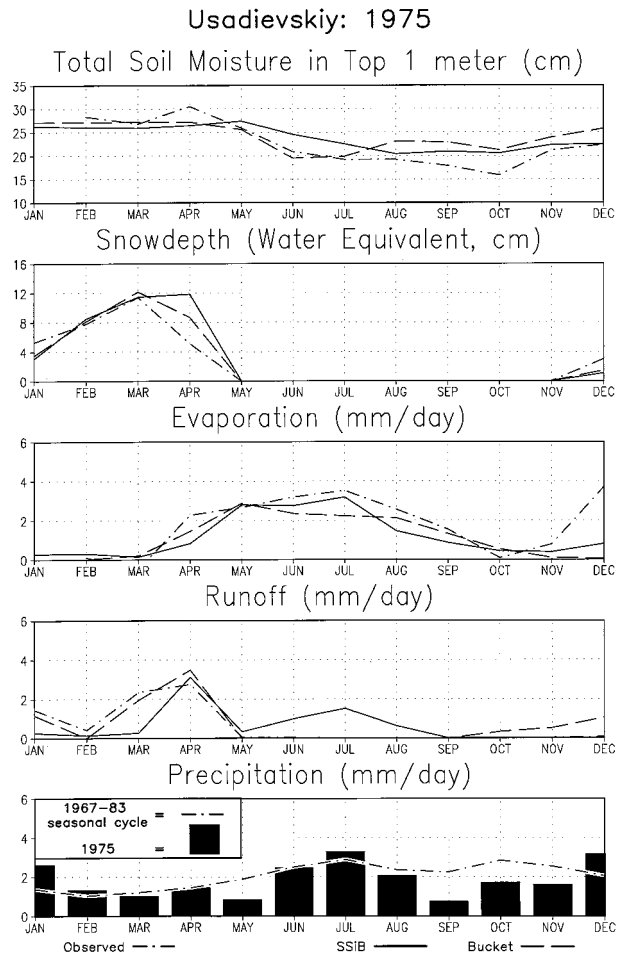 Usadievskiy: 1975
Total Soil Moisture in Top 1 meter (cm)
35
30
25
20
15
10
JAN FEB MAR APR MAY JUN JUL AUG SEP OCT NOV DEC
Snowdepth (Water Equivalent, cm)
16
12
8
4
0
JAN FEB MAR APR MAY JUN JUL AUG SEP OCT NOV DEC
Evaporation (mm/day)
6
4
2
0
JAN FEB MAR APR MAY JUN JUL AUG SEP OCT NOV DEC
Runoff (mm/day)
6
4
2
0
JAN FEB MAR APR MAY JUN JUL AUG SEP OCT NOV DEC
Precipitation (mm/day)
6
4
2
0
1967-83 =
seasonal cycle
1975 =
JAN FEB MAR APR MAY JUN JUL AUG SEP OCT NOV DEC
Observed SSiB Bucket